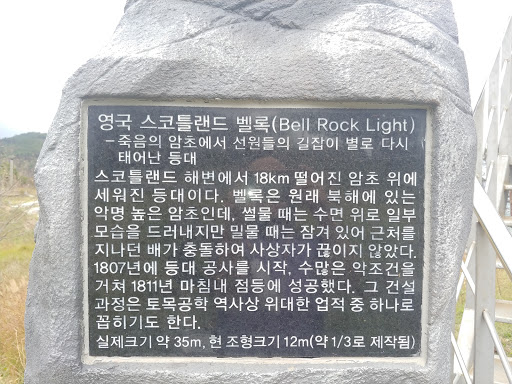 영국 스코틀랜드 벨록(Bell Rock Light)
-죽음의 암초에서 선원들의 길잡이 별로 다시
태어난 등대
스코틀랜드 해변에서 18km 떨어진 암초 위에
세워진 등대이다. 벨록은 원래 북해에 있는
악명 높은 암초인데, 썰물 때는 수면 위로 일부
모습을 드러내지만 밀물 때는 잠겨 있어 근처를
지나던 배가 충돌하여 사상자가 끊이지 않았다.
1807년에 등대 공사를 시작, 수많은 악조건을
거쳐 1811년 마침내 점등에 성공했다. 그 건설
과정은 토목공학 역사상 위대한 업적 중 하나로
꼽히기도 한다.
실제크기 약 35m, 현 조형크기 12m(약 1/3로 제작됨)